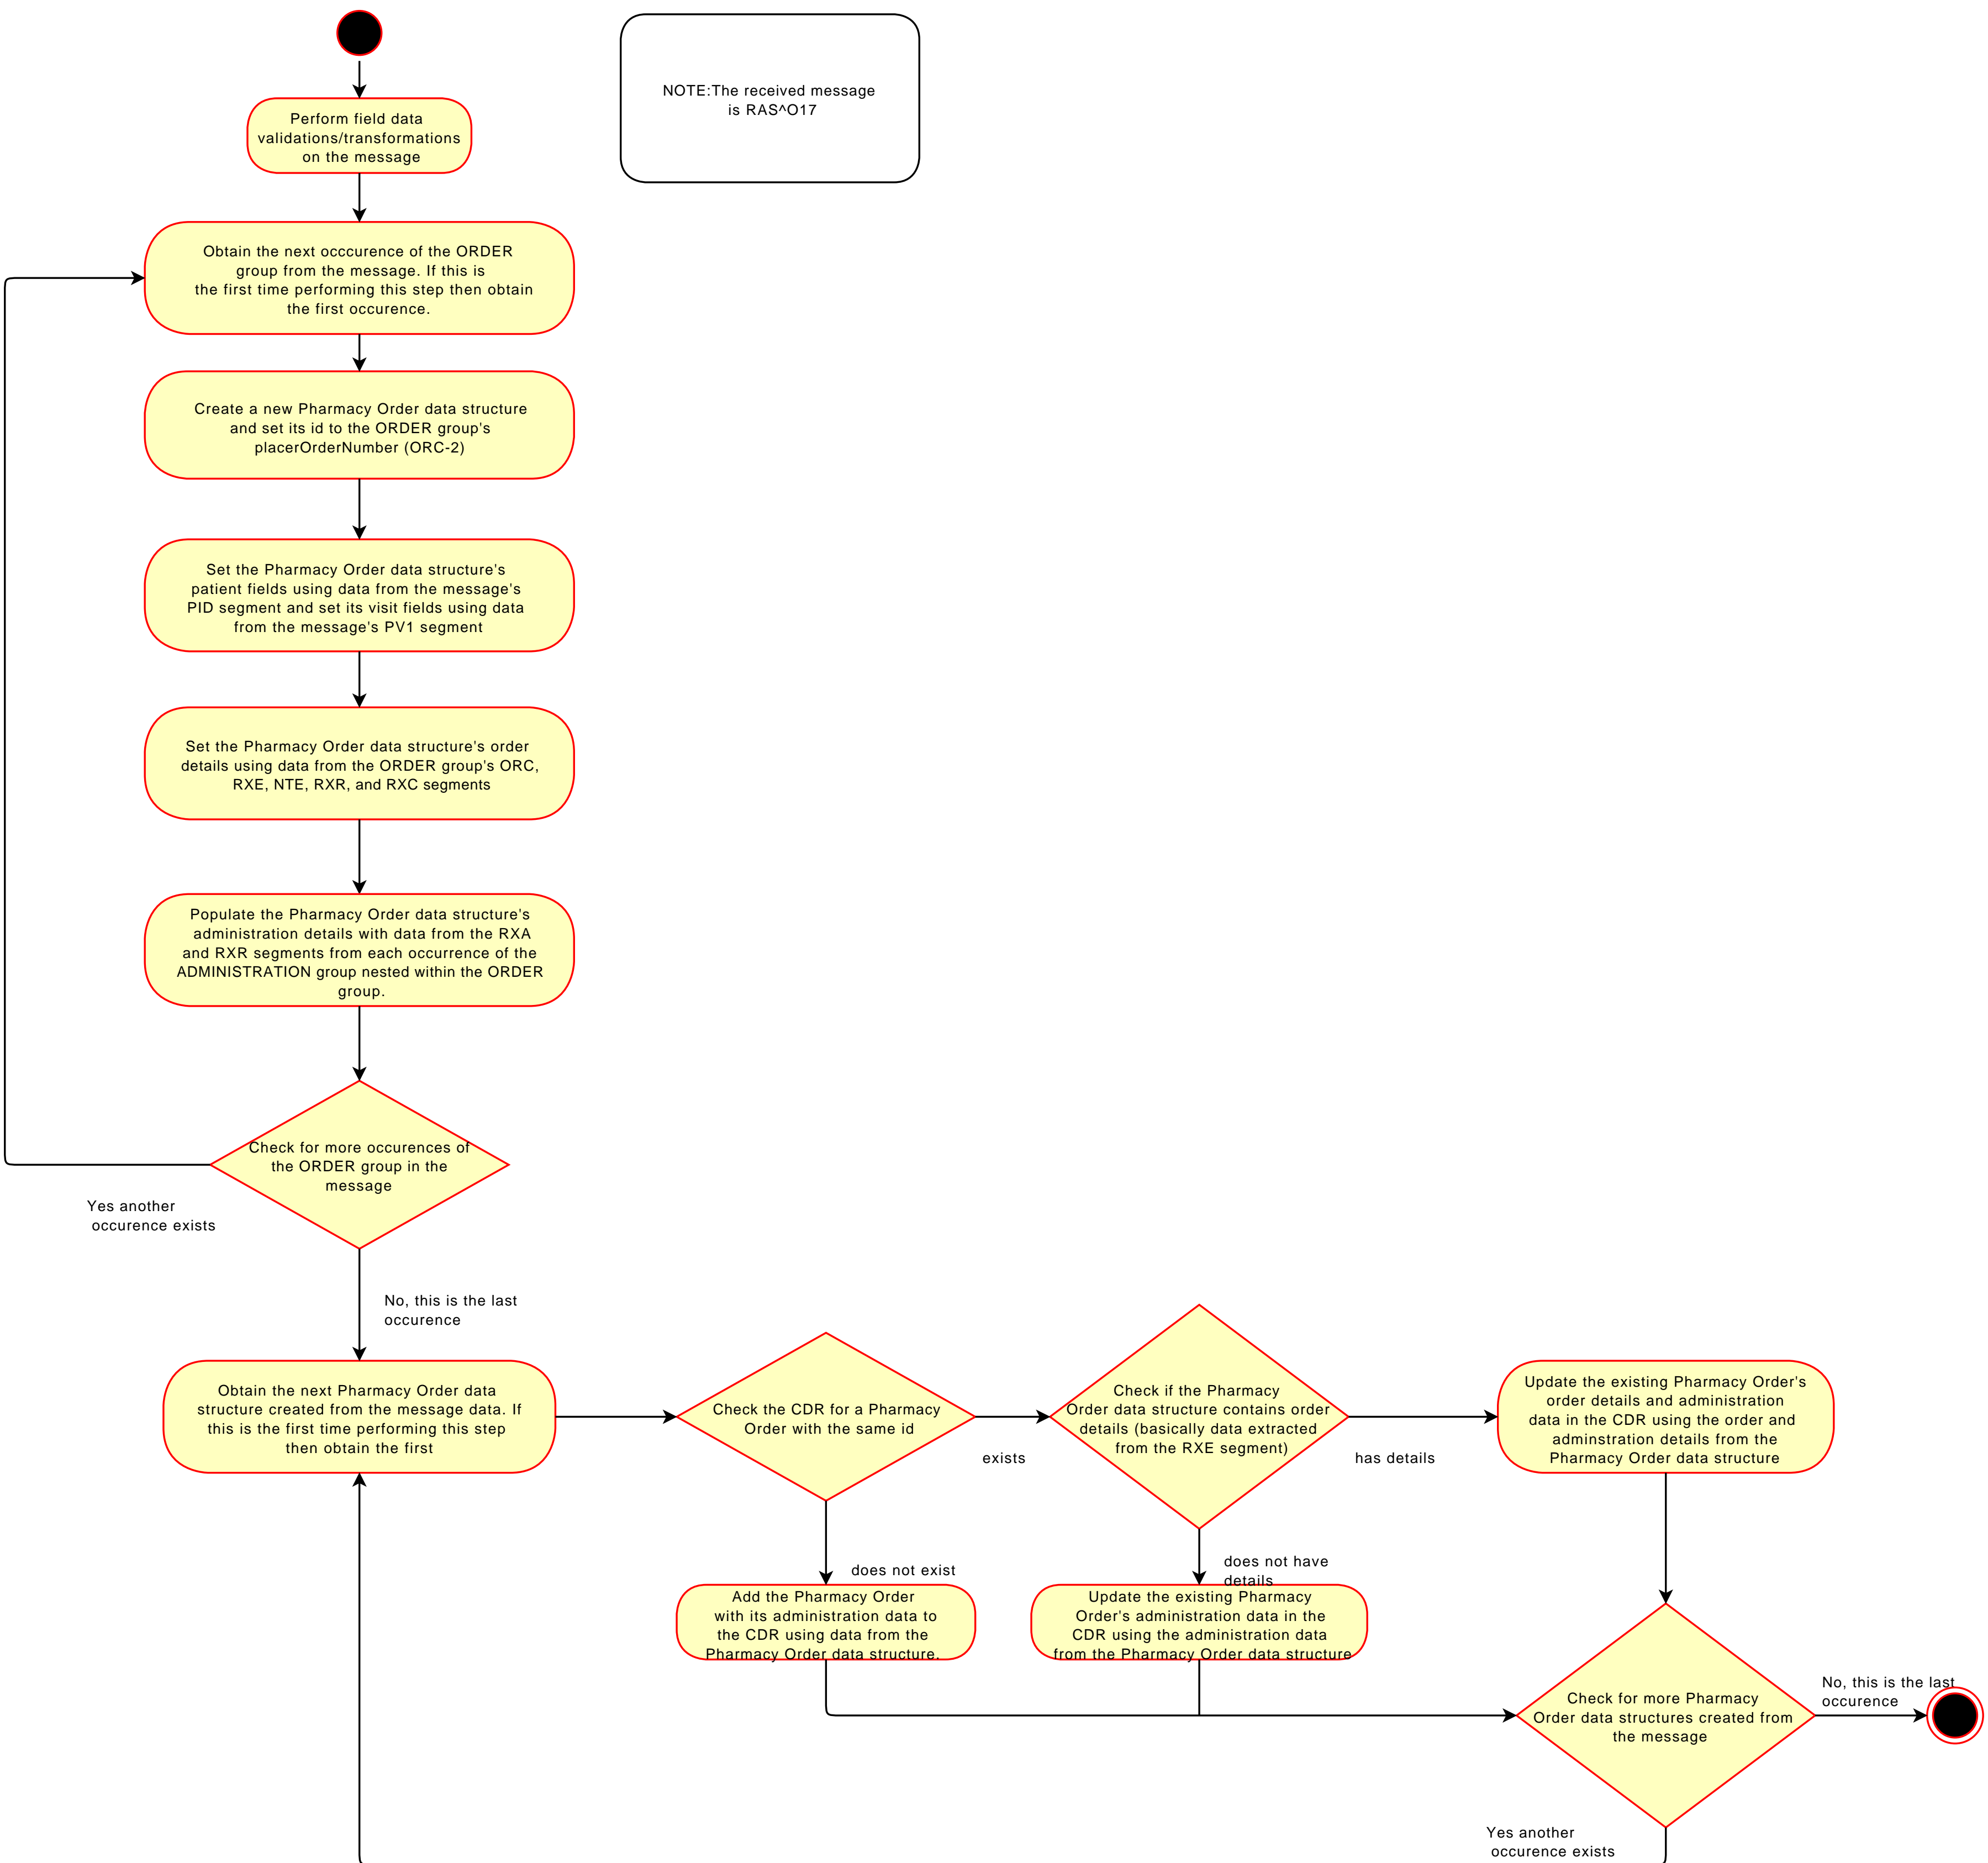 NOTE:The received message
is RAS^O17
Perform field data
validations/transformations
on the message
Obtain the next occcurence of the ORDER
group from the message. If this is
the first time performing this step then obtain
the first occurence.
Create a new Pharmacy Order data structure
and set its id to the ORDER group's
placerOrderNumber (ORC-2)
Set the Pharmacy Order data structure's
patient fields using data from the message's
PID segment and set its visit fields using data
from the message's PV1 segment
Set the Pharmacy Order data structure's order
details using data from the ORDER group's ORC,
RXE, NTE, RXR, and RXC segments
Populate the Pharmacy Order data structure's
administration details with data from the RXA
and RXR segments from each occurrence of the
ADMINISTRATION group nested within the ORDER
group.
Check for more occurences of
the ORDER group in the
message
Yes another
occurence exists
No, this is the last
occurence
Obtain the next Pharmacy Order data
structure created from the message data. If
this is the first time performing this step
then obtain the first
Check the CDR for a Pharmacy
Order with the same id
exists
Check if the Pharmacy
Order data structure contains order
details (basically data extracted
from the RXE segment)
has details
Update the existing Pharmacy Order's
order details and administration
data in the CDR using the order and
adminstration details from the
Pharmacy Order data structure
does not exist
does not have
details
Add the Pharmacy Order
with its administration data to
the CDR using data from the
Pharmacy Order data structure.
Update the existing Pharmacy
Order's administration data in the
CDR using the administration data
from the Pharmacy Order data structure
Check for more Pharmacy
Order data structures created from
the message
No, this is the last
occurence
Yes another
occurence exists